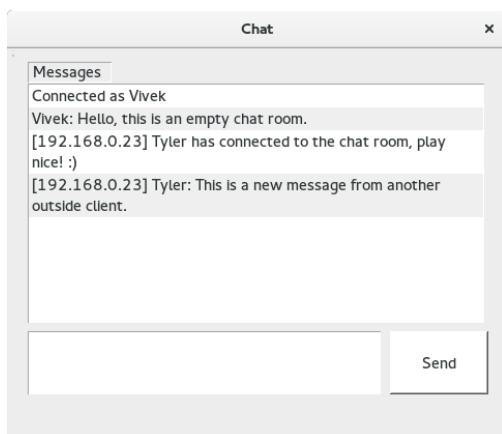 Chat
×
Messages
Connected as Vivek
Vivek: Hello, this is an empty chat room.
[192.168.0.23] Tyler has connected to the chat room, play
nice! :)
[192.168.0.23] Tyler: This is a new message from another
outside client.
Send